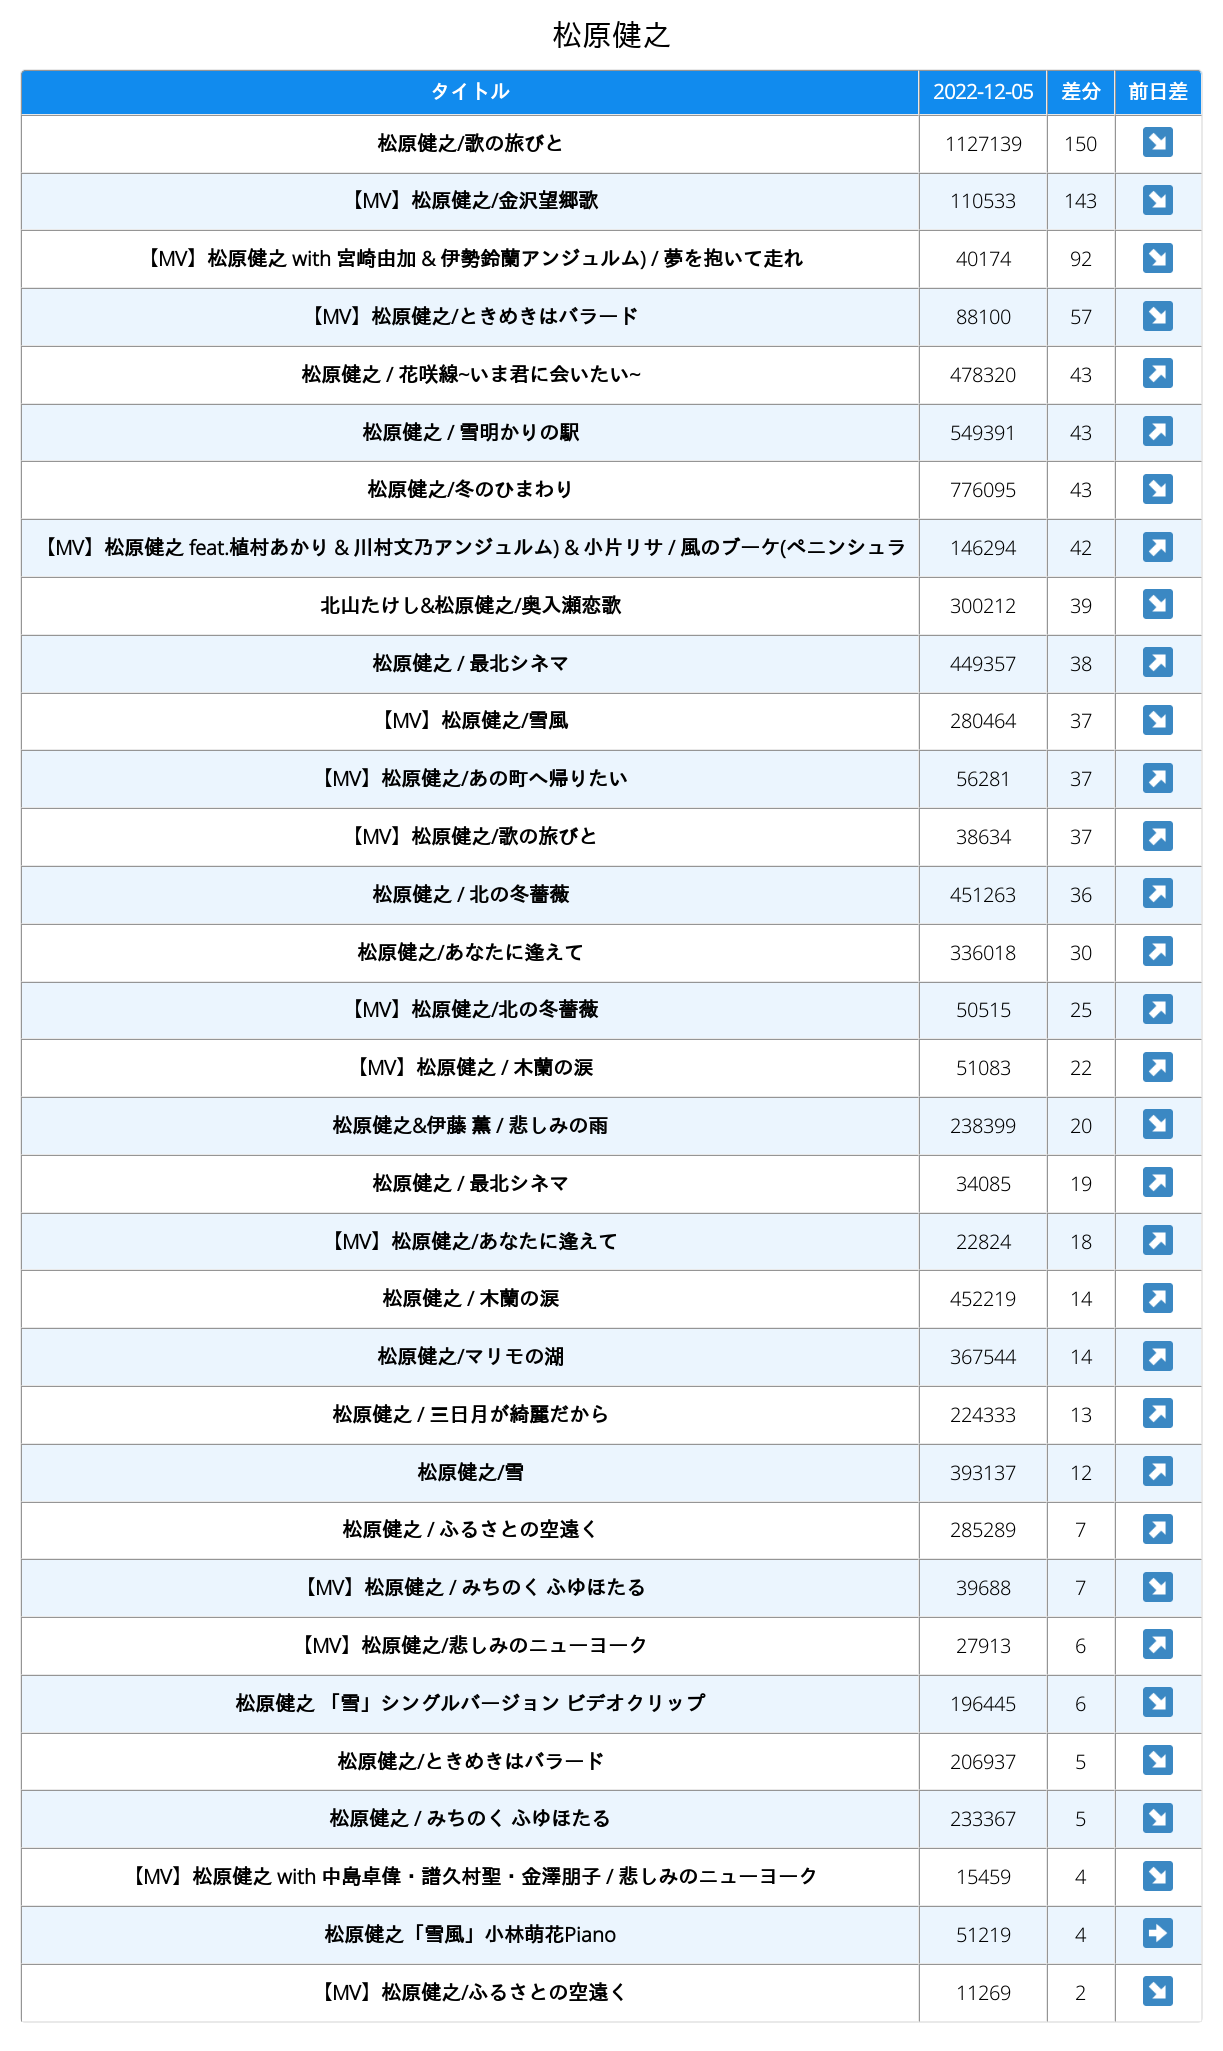 松原健之
タイトル 2022-12-05 差分 前日差
松原健之/歌の旅びと 1127139 150 ↘
【MV】松原健之/金沢望郷歌 110533 143 ↘
【MV】松原健之 with 宮崎由加 & 伊勢鈴蘭アンジュルム) / 夢を抱いて走れ 40174 92 ↘
【MV】松原健之/ときめきはバラード 88100 57 ↘
松原健之 / 花咲線~いま君に会いたい~ 478320 43 ↗
松原健之 / 雪明かりの駅 549391 43 ↗
松原健之/冬のひまわり 776095 43 ↘
【MV】松原健之 feat.植村あかり & 川村文乃アンジュルム) & 小片リサ / 風のブーケ(ペニンシュラ 146294 42 ↗
北山たけし&松原健之/奥入瀬恋歌 300212 39 ↘
松原健之 / 最北シネマ 449357 38 ↗
【MV】松原健之/雪風 280464 37 ↘
【MV】松原健之/あの町へ帰りたい 56281 37 ↗
【MV】松原健之/歌の旅びと 38634 37 ↗
松原健之 / 北の冬薔薇 451263 36 ↗
松原健之/あなたに逢えて 336018 30 ↗
【MV】松原健之/北の冬薔薇 50515 25 ↗
【MV】松原健之 / 木蘭の涙 51083 22 ↗
松原健之&伊藤 薫 / 悲しみの雨 238399 20 ↘
松原健之 / 最北シネマ 34085 19 ↗
【MV】松原健之/あなたに逢えて 22824 18 ↗
松原健之 / 木蘭の涙 452219 14 ↗
松原健之/マリモの湖 367544 14 ↗
松原健之 / 三日月が綺麗だから 224333 13 ↗
松原健之/雪 393137 12 ↗
松原健之 / ふるさとの空遠く 285289 7 ↗
【MV】松原健之 / みちのく ふゆほたる 39688 7 ↘
【MV】松原健之/悲しみのニューヨーク 27913 6 ↗
松原健之 「雪」シングルバージョン ビデオクリップ 196445 6 ↘
松原健之/ときめきはバラード 206937 5 ↘
松原健之 / みちのく ふゆほたる 233367 5 ↘
【MV】松原健之 with 中島卓偉・譜久村聖・金澤朋子 / 悲しみのニューヨーク 15459 4 ↘
松原健之「雪風」小林萌花Piano 51219 4 ➡
【MV】松原健之/ふるさとの空遠く 11269 2 ↘